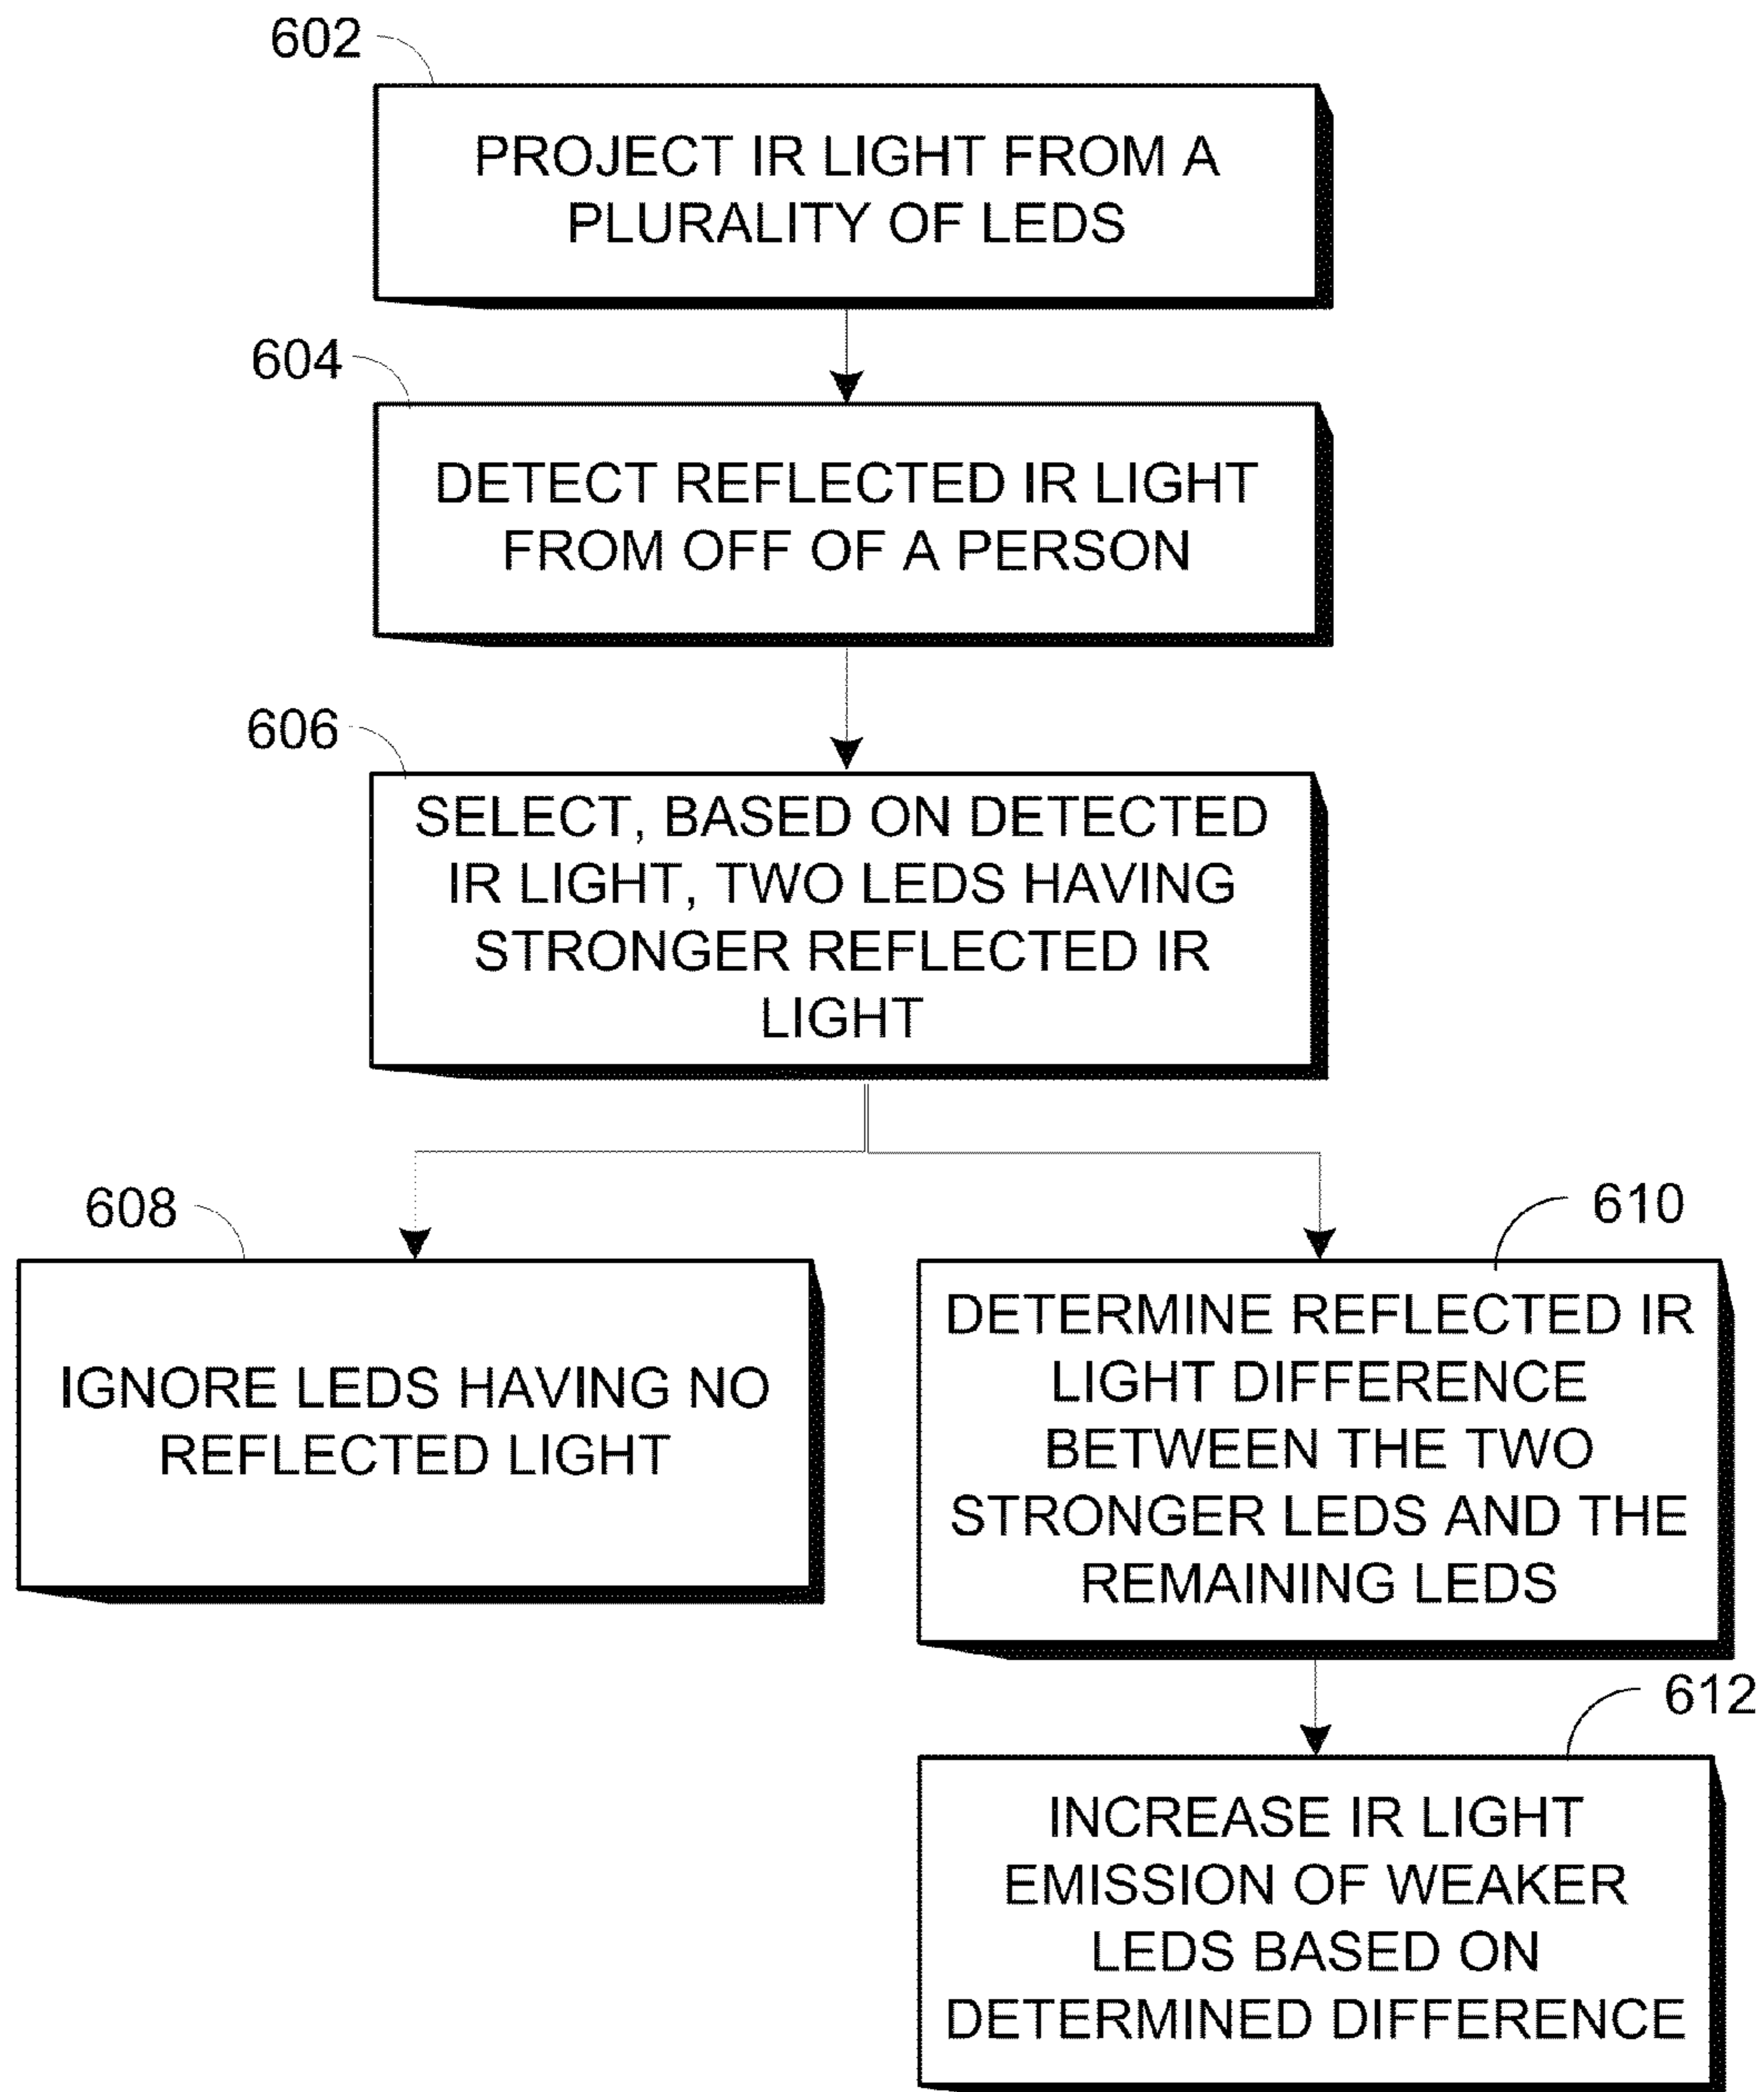 602
PROJECT IR LIGHT FROM A
PLURALITY OF LEDS
604
DETECT REFLECTED IR LIGHT
FROM OFF OF A PERSON
606
SELECT, BASED ON DETECTED
IR LIGHT, TWO LEDS HAVING
STRONGER REFLECTED IR
LIGHT
608
IGNORE LEDS HAVING NO
REFLECTED LIGHT
610
DETERMINE REFLECTED IR
LIGHT DIFFERENCE
BETWEEN THE TWO
STRONGER LEDS AND THE
REMAINING LEDS
612
INCREASE IR LIGHT
EMISSION OF WEAKER
LEDS BASED ON
DETERMINED DIFFERENCE